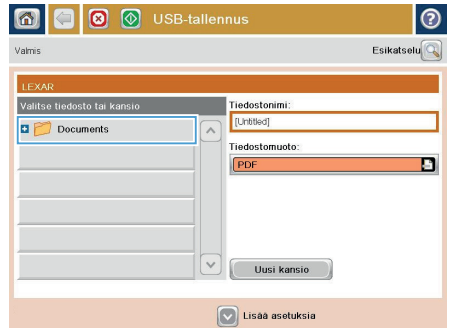 USB-tallennus
?
Valmis
Esikatselu
LEXAR
Valitse tiedosto tai kansio
Documents
Tiedostonimi:
[Untitled]
Tiedostomuoto:
PDF
Uusi kansio
Lisää asetuksia